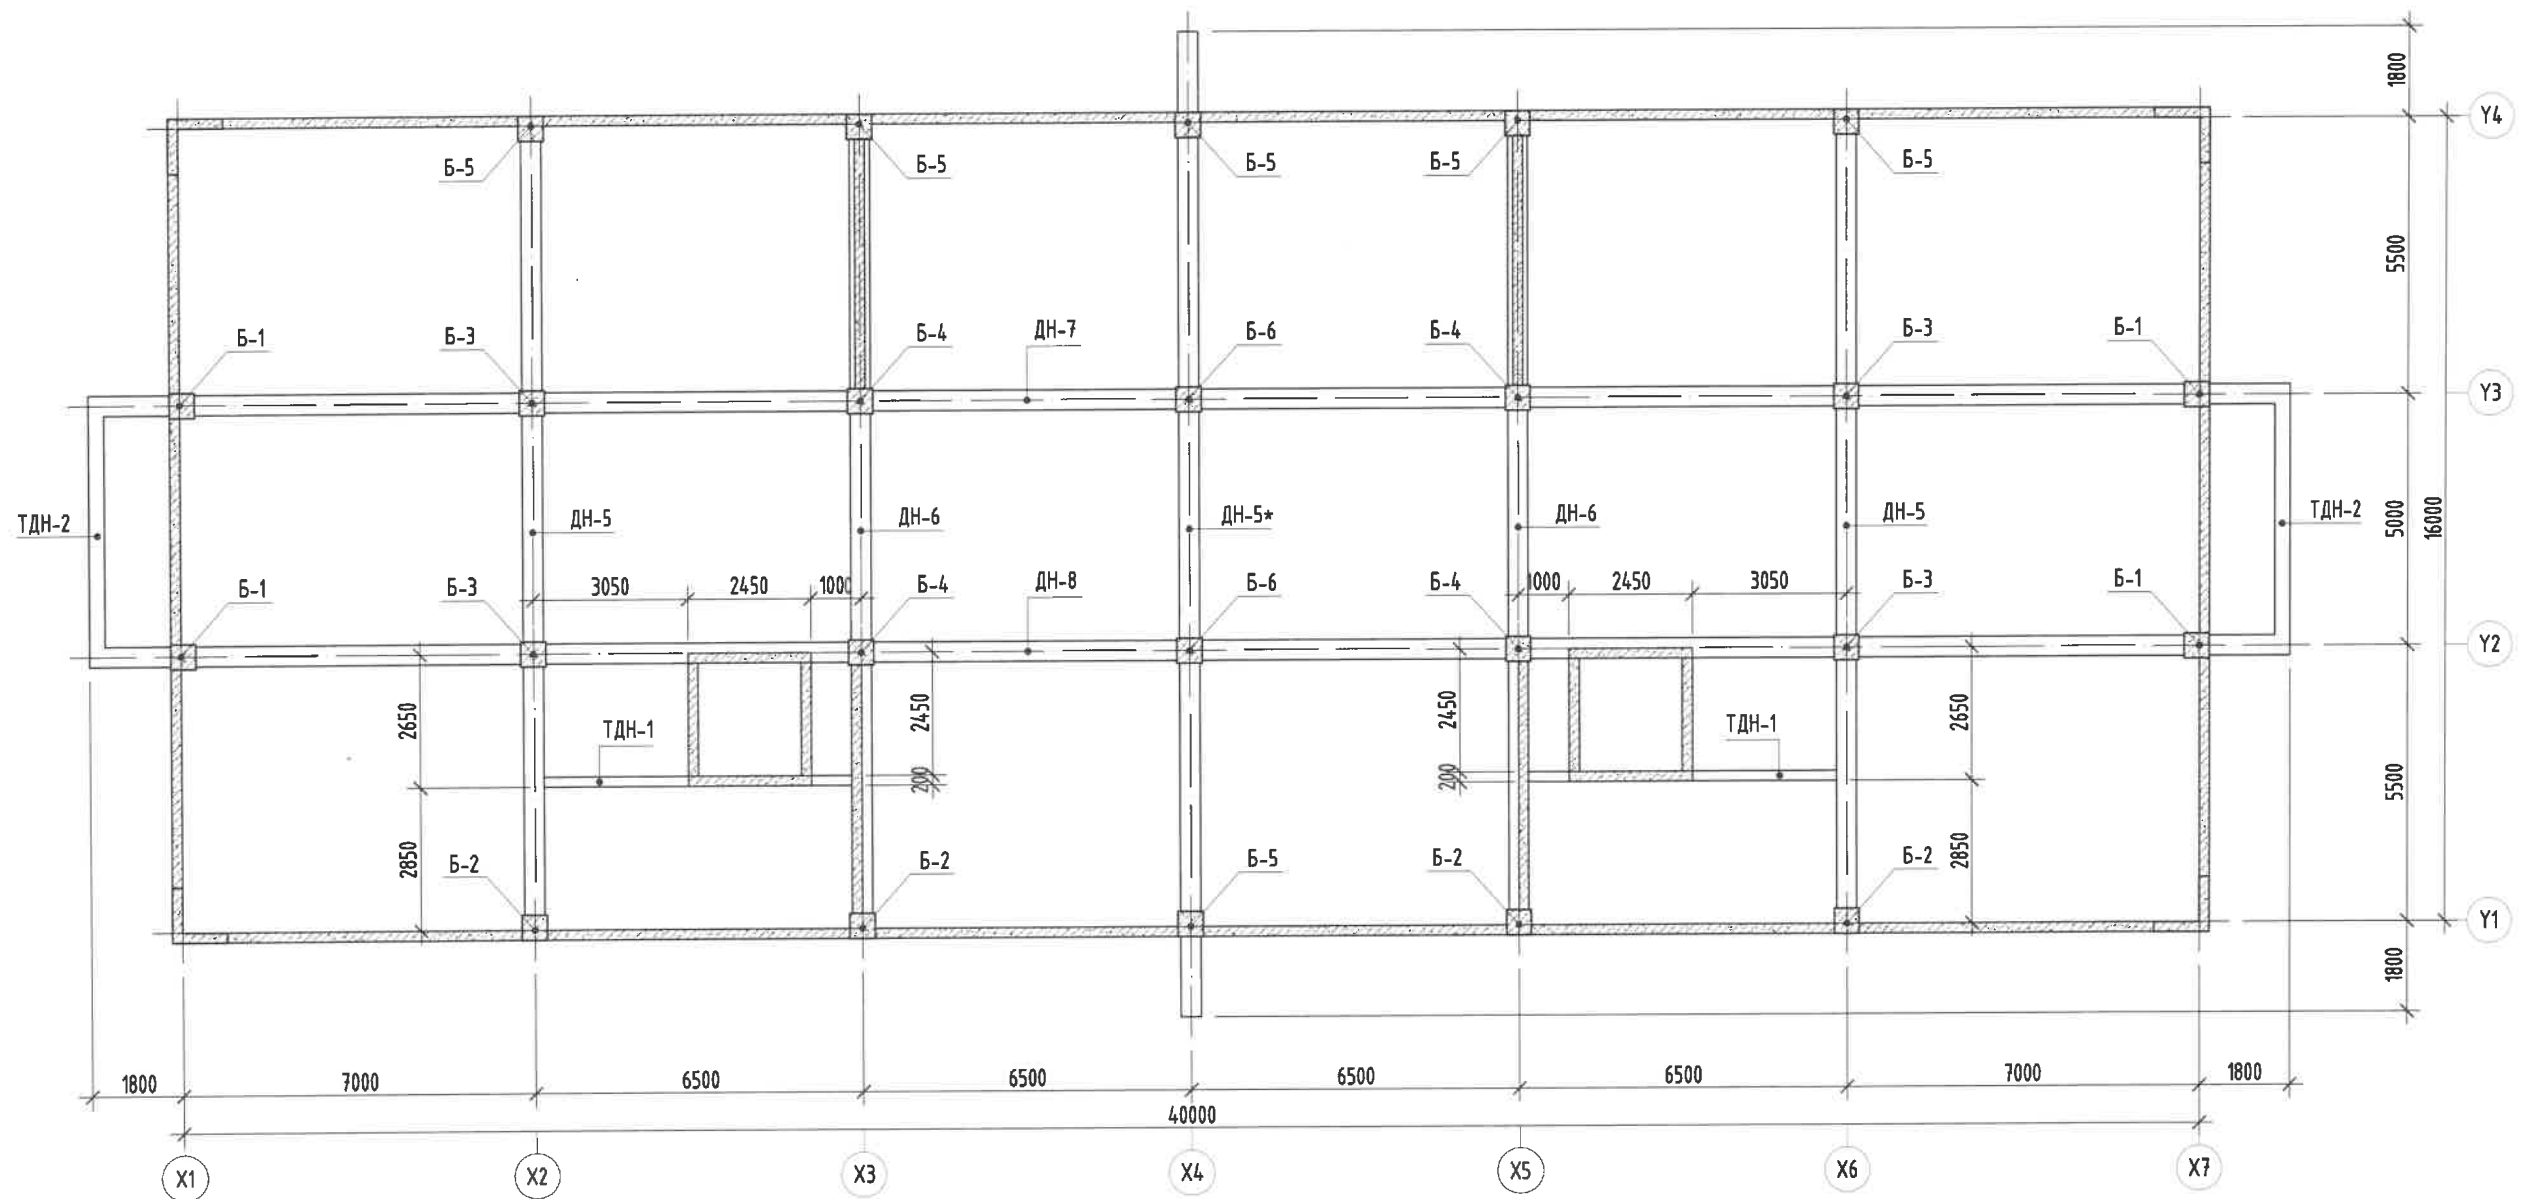 1800
Y4
Б-5 Б-5 Б-5 Б-5 Б-5
5500
Б-1 Б-3 Б-4 ДН-7 Б-6 Б-4 Б-3 Б-1
Y3
ТДН-2 ДН-5 ДН-6 ДН-5* ДН-6 ДН-5 ТДН-2
5000
16000
Б-1 Б-3 3050 2450 1000 Б-4 ДН-8 Б-6 Б-4 1000 2450 3050 Б-3 Б-1
Y2
2650 ТДН-1 2450 2450 ТДН-1 2650
200 200
5500
2850 Б-2 Б-2 Б-5 Б-2 2850 Б-2
Y1
1800
1800 7000 6500 6500 6500 6500 7000 1800
40000
X1 X2 X3 X4 X5 X6 X7